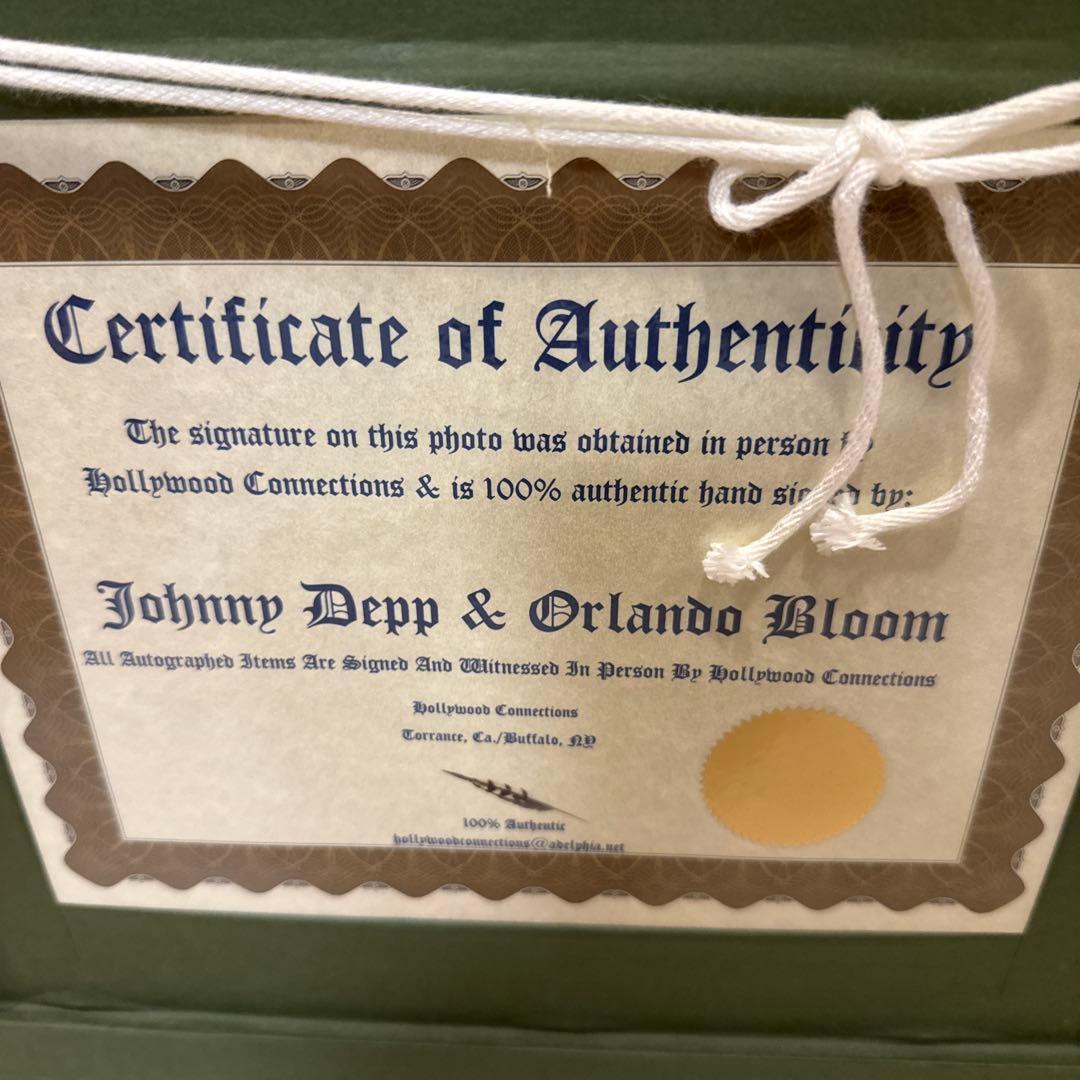 Certificate of Authenticity
The signature on this photo was obtained in person
Hollywood Connections & is 100% authentic hand signed by:
Johnny Depp & Orlando Bloom
All Autographed Items Are Signed And Witnessed In Person By Hollywood Connections
Hollywood Connections
Torrance, Ca./Buffalo, NY
100% Authentic
hollywoodconnections@adelphia.net